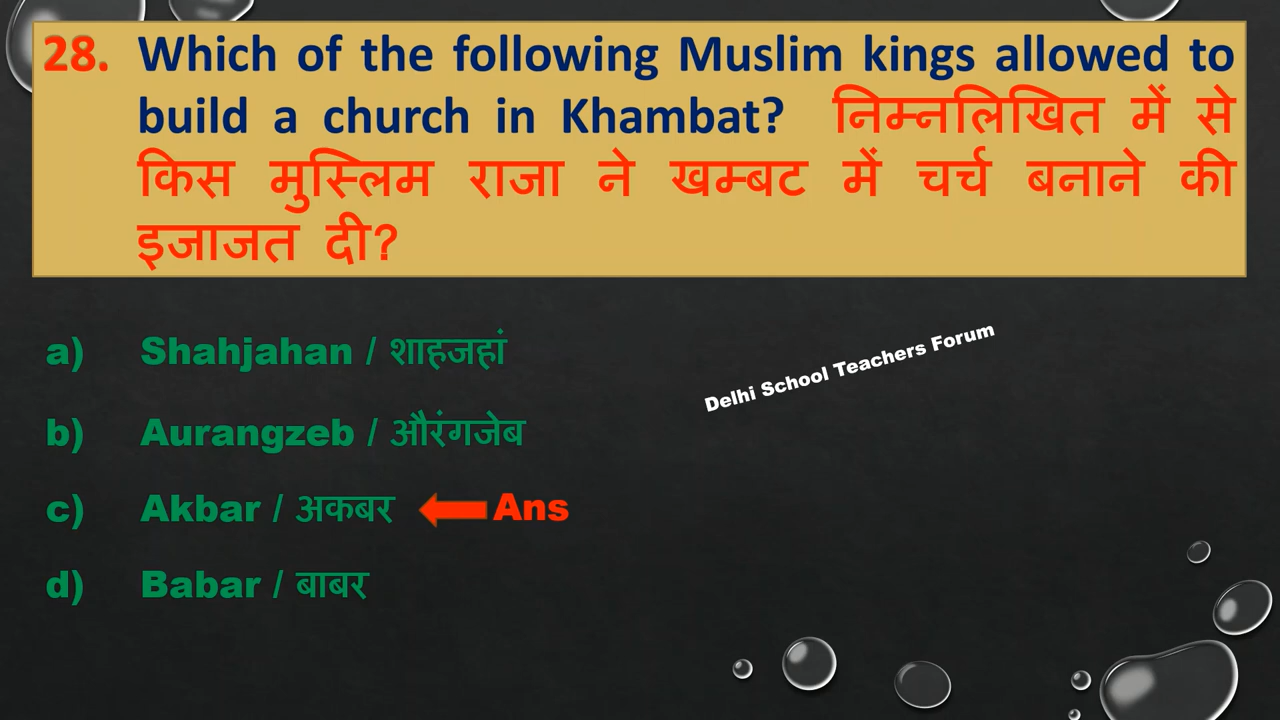 28. Which of the following Muslim kings allowed to
build a church in Khambat? निम्नलिखित में से
किस मुस्लिम राजा ने खम्बट में चर्च बनाने की
इजाजत दी?
a) Shahjahan / शाहजहां
Delhi School Teachers Forum
b) Aurangzeb / औरंगजेब
c) Akbar / अकबर Ans
d) Babar / बाबर